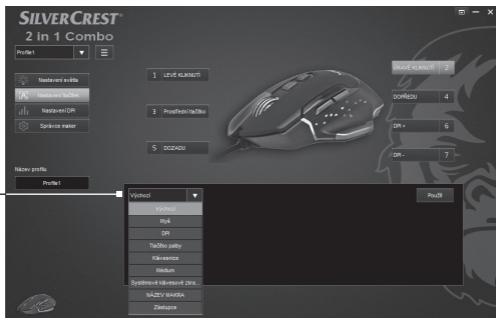 SILVERCREST®
2 in 1 Combo
Profile1
Nastavení světla
Nastavení tlačítek
Nastavení DPI
Správce maker
Název profilu
Profile1
1 LEVÉ KLIKNUTÍ
3 Prostřední tlačítko
5 DOZADU
PRAVÉ KLIKNUTÍ 2
DOPŘEDU 4
DPI + 6
DPI - 7
Výchozí
Použít
Výchozí
Myš
DPI
Tlačítko palby
Klávesnice
Médium
Systémové klávesové zkra...
NÁZEV MAKRA
Zástupce